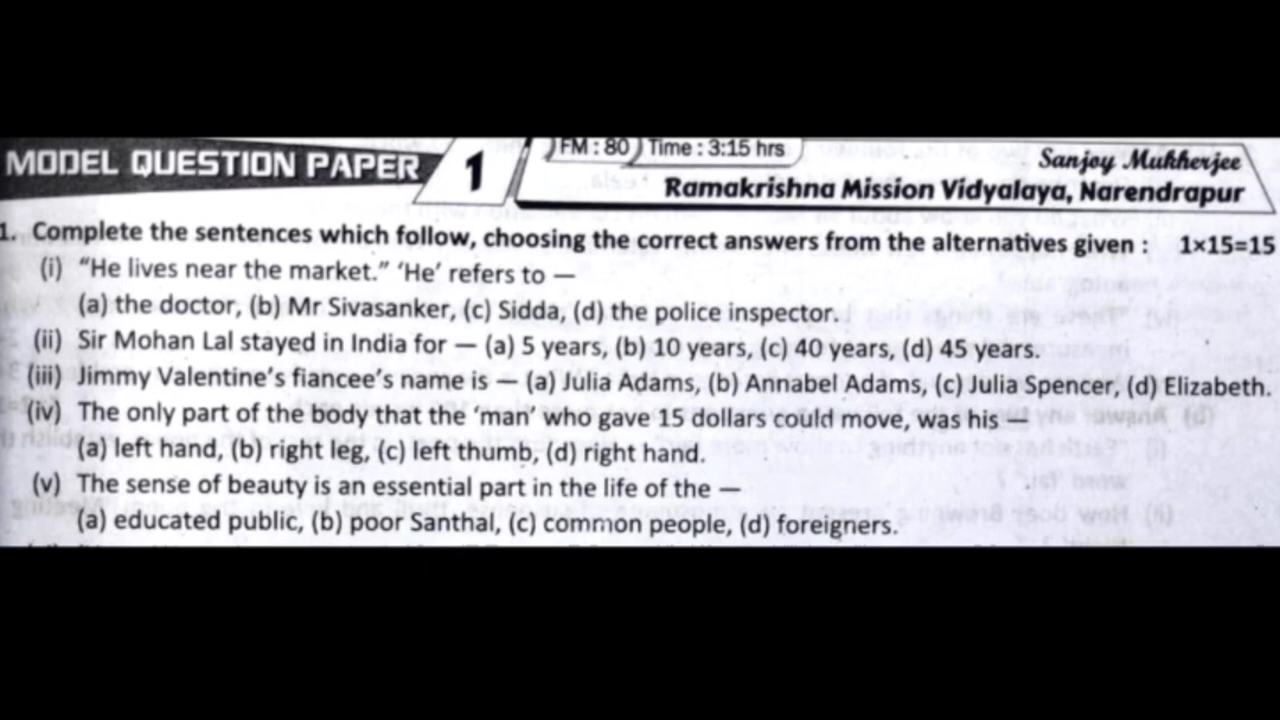 MODEL QUESTION PAPER 1 FM : 80 Time : 3:15 hrs
Sanjay Mukherjee
Ramakrishna Mission Vidyalaya, Narendrapur
1. Complete the sentences which follow, choosing the correct answers from the alternatives given : 1×15=15
(i) “He lives near the market.” ‘He’ refers to —
(a) the doctor, (b) Mr Sivasanker, (c) Sidda, (d) the police inspector.
(ii) Sir Mohan Lal stayed in India for — (a) 5 years, (b) 10 years, (c) 40 years, (d) 45 years.
(iii) Jimmy Valentine’s fiancee’s name is — (a) Julia Adams, (b) Annabel Adams, (c) Julia Spencer, (d) Elizabeth.
(iv) The only part of the body that the ‘man’ who gave 15 dollars could move, was his —
(a) left hand, (b) right leg, (c) left thumb, (d) right hand.
(v) The sense of beauty is an essential part in the life of the —
(a) educated public, (b) poor Santhal, (c) common people, (d) foreigners.